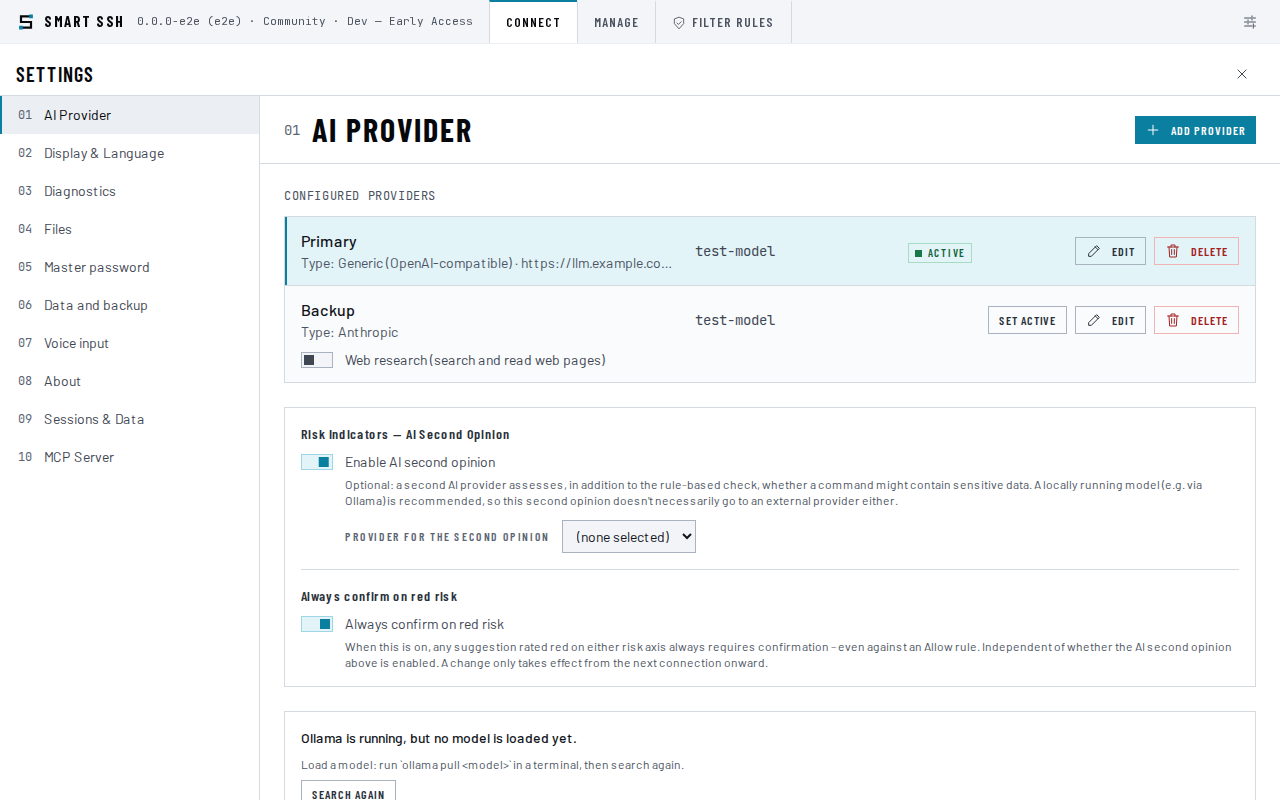 SMART SSH 0.0.0-e2e (e2e) · Community · Dev — Early Access CONNECT MANAGE FILTER RULES
SETTINGS
01 AI Provider
02 Display & Language
03 Diagnostics
04 Files
05 Master password
06 Data and backup
07 Voice input
08 About
09 Sessions & Data
10 MCP Server
01 AI PROVIDER
ADD PROVIDER
CONFIGURED PROVIDERS
Primary
Type: Generic (OpenAI-compatible) · https://llm.example.co…
test-model
ACTIVE
EDIT
DELETE
Backup
Type: Anthropic
test-model
SET ACTIVE
EDIT
DELETE
Web research (search and read web pages)
Risk Indicators — AI Second Opinion
Enable AI second opinion
Optional: a second AI provider assesses, in addition to the rule-based check, whether a command might contain sensitive data. A locally running model (e.g. via
Ollama) is recommended, so this second opinion doesn't necessarily go to an external provider either.
PROVIDER FOR THE SECOND OPINION (none selected)
Always confirm on red risk
Always confirm on red risk
When this is on, any suggestion rated red on either risk axis always requires confirmation – even against an Allow rule. Independent of whether the AI second opinion
above is enabled. A change only takes effect from the next connection onward.
Ollama is running, but no model is loaded yet.
Load a model: run `ollama pull <model>` in a terminal, then search again.
SEARCH AGAIN